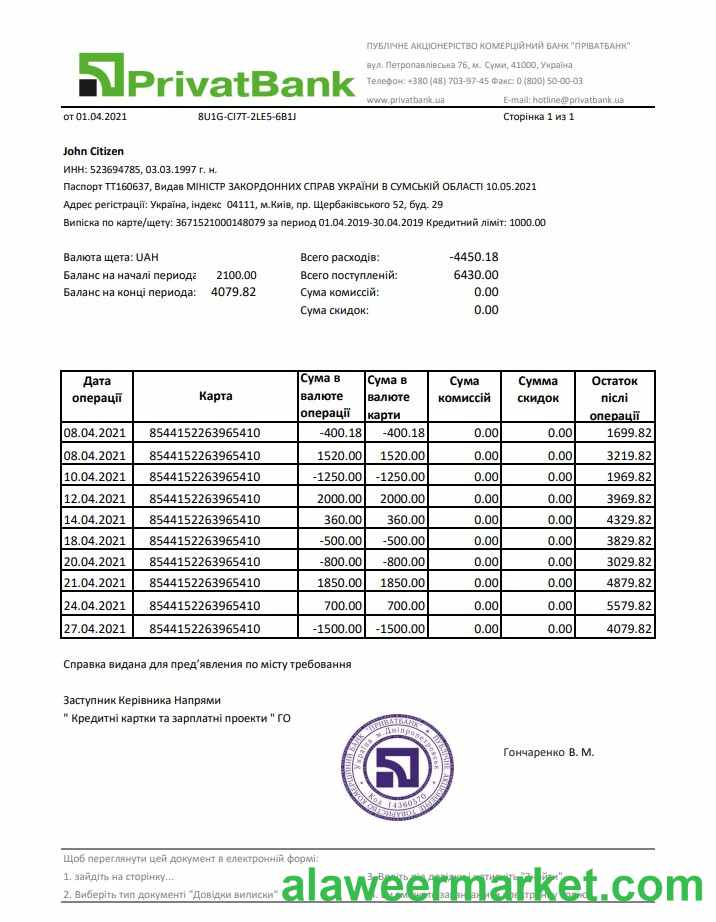 PrivatBank
ПУБЛІЧНЕ АКЦІОНЕРІСТВО КОМЕРЦІЙНИЙ БАНК "ПРІВАТБАНК"
вул. Петропавлівська 76, м. Суми, 41000, Україна
Телефон: +380 (48) 703-97-45 Факс: 0 (800) 50-00-03
www.privatbank.ua E-mail: hotline@privatbank.ua
от 01.04.2021 8U1G-CI7T-2LE5-6B1J Сторінка 1 из 1
John Citizen
ИНН: 523694785, 03.03.1997 г. н.
Паспорт ТТ160637, Видав МІНІСТР ЗАКОРДОННИХ СПРАВ УКРАЇНИ В СУМСЬКІЙ ОБЛАСТІ 10.05.2021
Адрес регістрації: Україна, індекс 04111, м.Київ, пр. Щербаківського 52, буд. 29
Випіска по карте/щету: 3671521000148079 за период 01.04.2019-30.04.2019 Кредитний ліміт: 1000.00
Валюта щета: UAH Всего расходів: -4450.18
Баланс на началі периода 2100.00 Всего поступленій: 6430.00
Баланс на конці периода: 4079.82 Сума комиссій: 0.00
Сума скидок: 0.00
Дата операції Карта Сума в валюте операції Сума в валюте карти Сума комиссій Сумма скидок Остаток після операції
08.04.2021 8544152263965410 -400.18 -400.18 0.00 0.00 1699.82
08.04.2021 8544152263965410 1520.00 1520.00 0.00 0.00 3219.82
10.04.2021 8544152263965410 -1250.00 -1250.00 0.00 0.00 1969.82
12.04.2021 8544152263965410 2000.00 2000.00 0.00 0.00 3969.82
14.04.2021 8544152263965410 360.00 360.00 0.00 0.00 4329.82
18.04.2021 8544152263965410 -500.00 -500.00 0.00 0.00 3829.82
20.04.2021 8544152263965410 -800.00 -800.00 0.00 0.00 3029.82
21.04.2021 8544152263965410 1850.00 1850.00 0.00 0.00 4879.82
24.04.2021 8544152263965410 700.00 700.00 0.00 0.00 5579.82
27.04.2021 8544152263965410 -1500.00 -1500.00 0.00 0.00 4079.82
Справка видана для пред’явления по місту требования
Заступник Керівника Напрями
" Кредитні картки та зарплатні проекти " ГО
ПУБЛІЧНЕ АКЦІОНЕРНЕ ТОВАРИСТВО КОМЕРЦІЙНИЙ БАНК "ПРИВАТБАНК"
Україна м.Дніпропетровськ
Код 14360570
Гончаренко В. М.
Щоб переглянути цей документ в електронній формі:
1. зайдіть на сторінку...
2. Виберіть тип документі "Довідки виписки"
alaweermarket.com